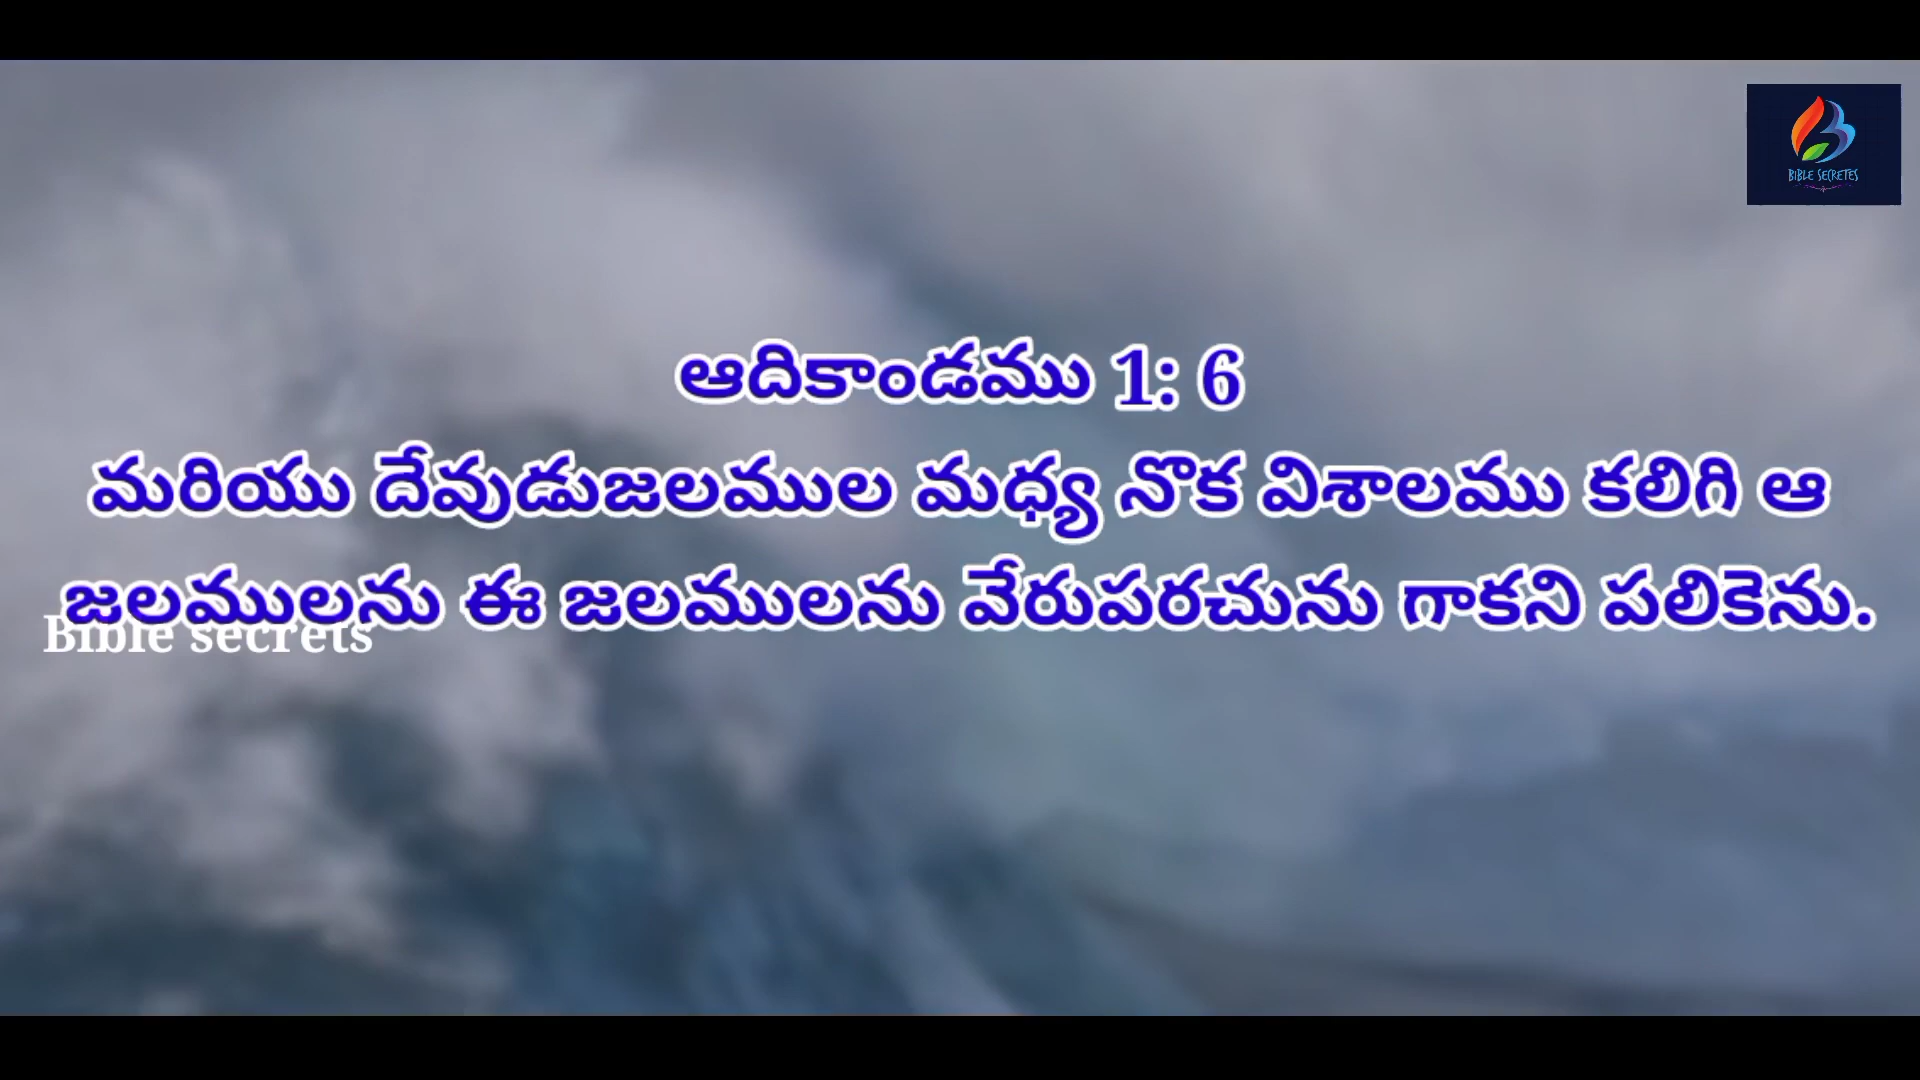 BIBLE SECRETES
ఆదికాండము 1: 6
మరియు దేవుడుజలముల మధ్య నొక విశాలము కలిగి ఆ
జలములను ఈ జలములను వేరుపరచును గాకని పలికెను.
Bible secrets